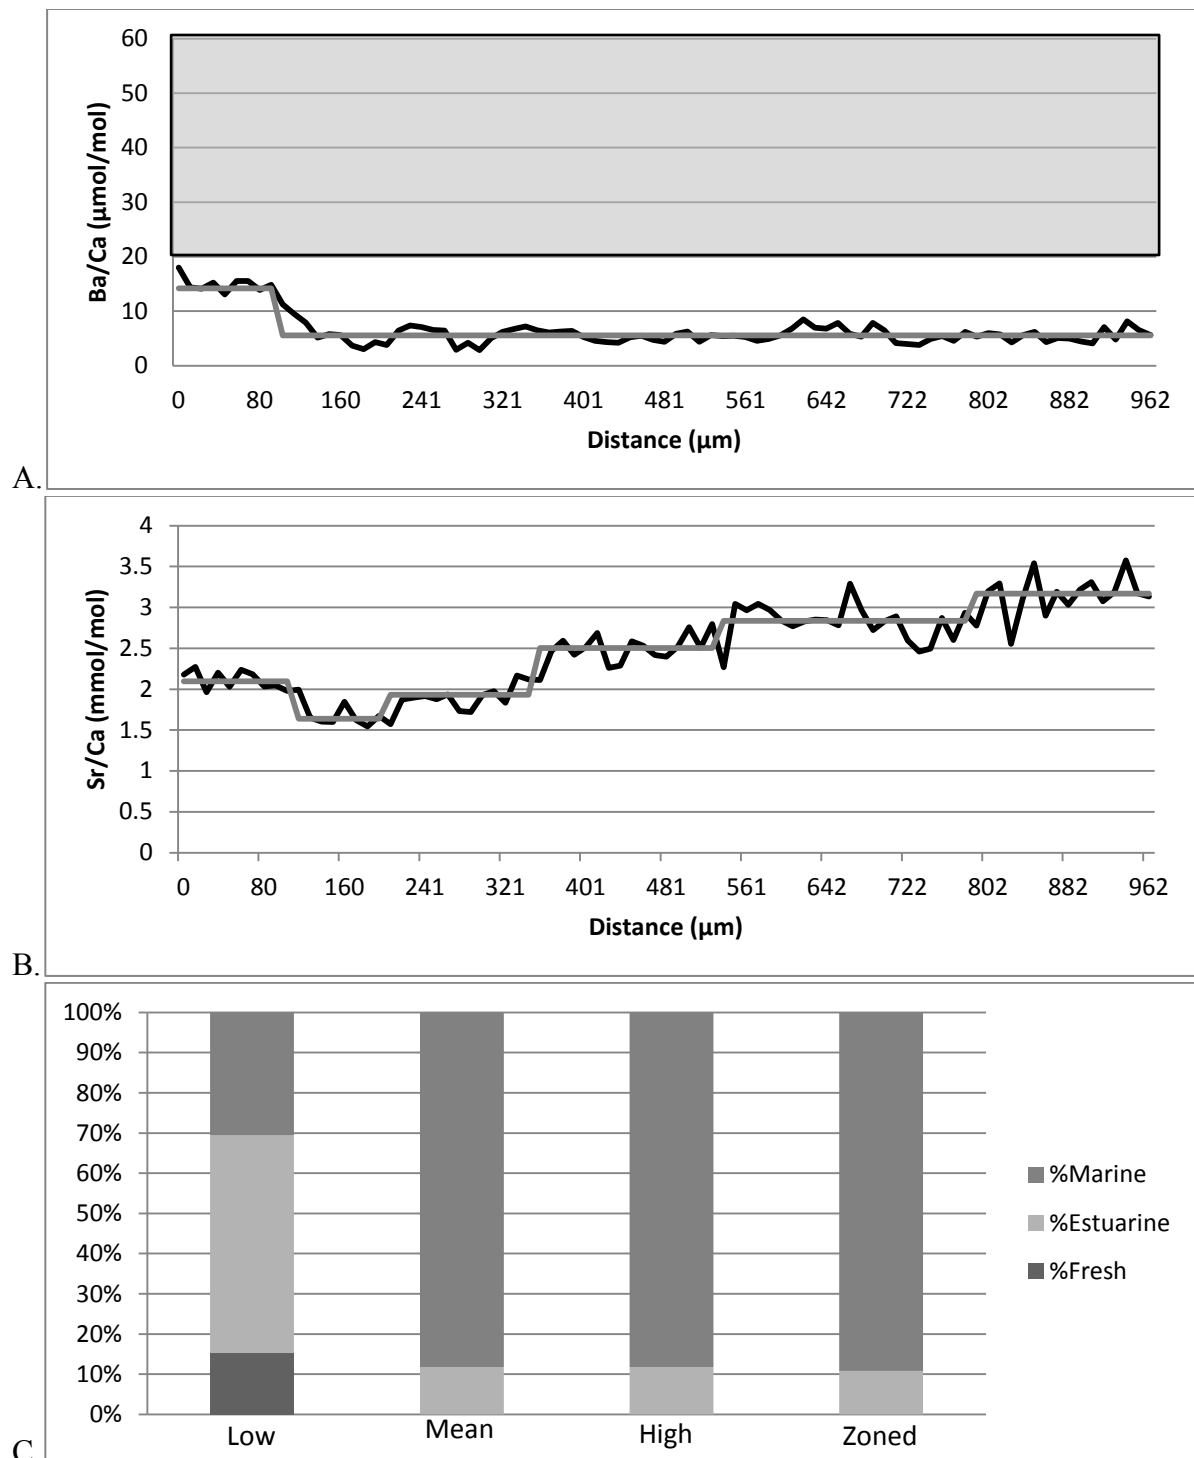 60
50
40
30
20
10
0
Ba/Ca (µmol/mol)
0 80 160 241 321 401 481 561 642 722 802 882 962
Distance (µm)
A.
4
3.5
3
2.5
2
1.5
1
0.5
0
Sr/Ca (mmol/mol)
0 80 160 241 321 401 481 561 642 722 802 882 962
Distance (µm)
B.
100%
90%
80%
70%
60%
50%
40%
30%
20%
10%
0%
Low Mean High Zoned
%Marine
%Estuarine
%Fresh
C